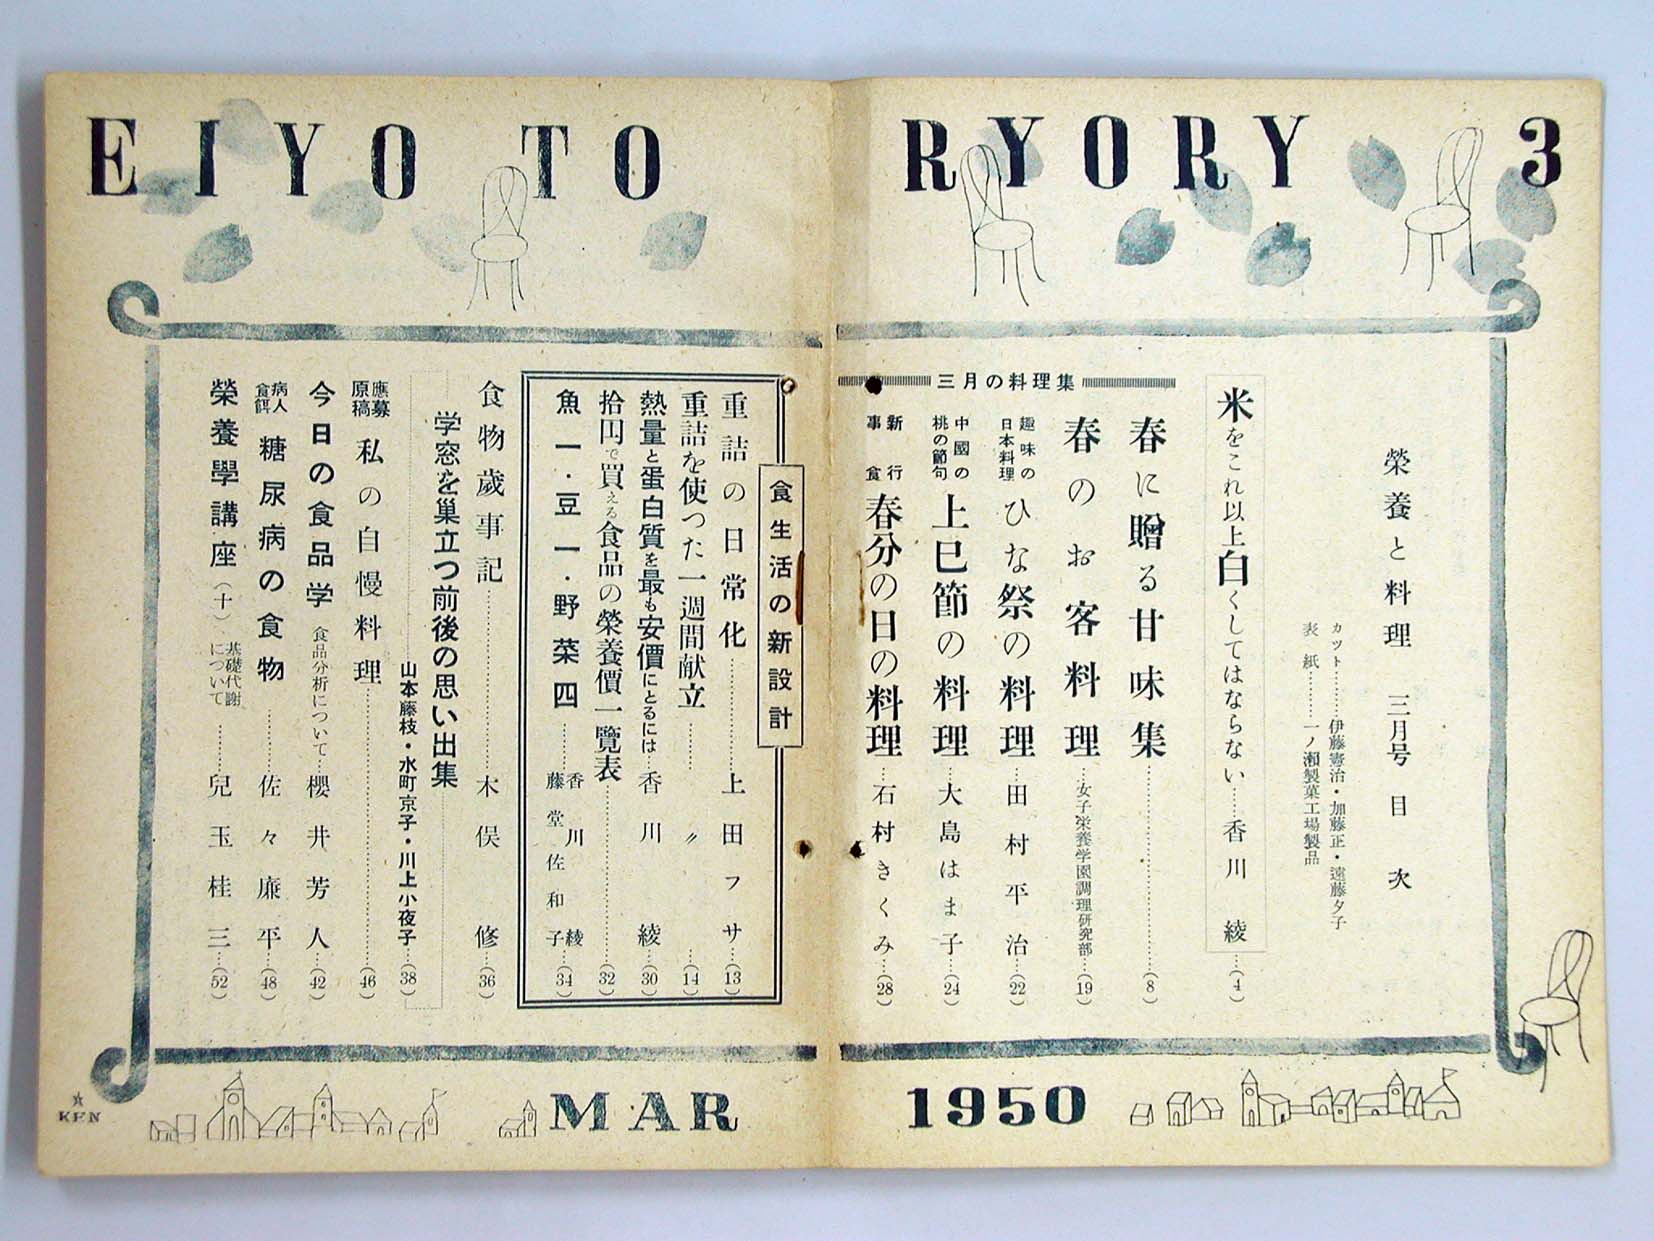 EIYO TO RYORY 3
榮養と料理 三月号 目次
カツト………伊藤憲治・加藤正・遠藤夕子
表紙………一ノ瀬製菓工場製品
米をこれ以上白くしてはならない……香川 綾…(4)
三月の料理集
春に贈る甘味集………(8)
春のお客料理…女子栄養学園調理研究部…(19)
趣味の日本料理 ひな祭の料理…田村平治…(22)
中國の桃の節句 上巳節の料理…大島はま子…(24)
新行事食 春分の日の料理…石村きくみ…(28)
食生活の新設計
重詰の日常化………上田フサ…(13)
重詰を使つた一週間献立………〃………(14)
熱量と蛋白質を最も安價にとるには…香川 綾…(30)
拾円で買える食品の榮養價一覽表………(32)
魚一・豆一・野菜四………香川 綾 藤堂佐和子…(34)
食物歲事記………木俣 修…(36)
学窓を巣立つ前後の思い出集
………山本藤枝・水町京子・川上小夜子…(38)
應募原稿 私の自慢料理………(46)
今日の食品学 食品分析について…櫻井芳人…(42)
病人食餌 糖尿病の食物………佐々廉平…(48)
榮養學講座(十) 基礎代謝について………兒玉桂三…(52)
MAR 1950
KEN